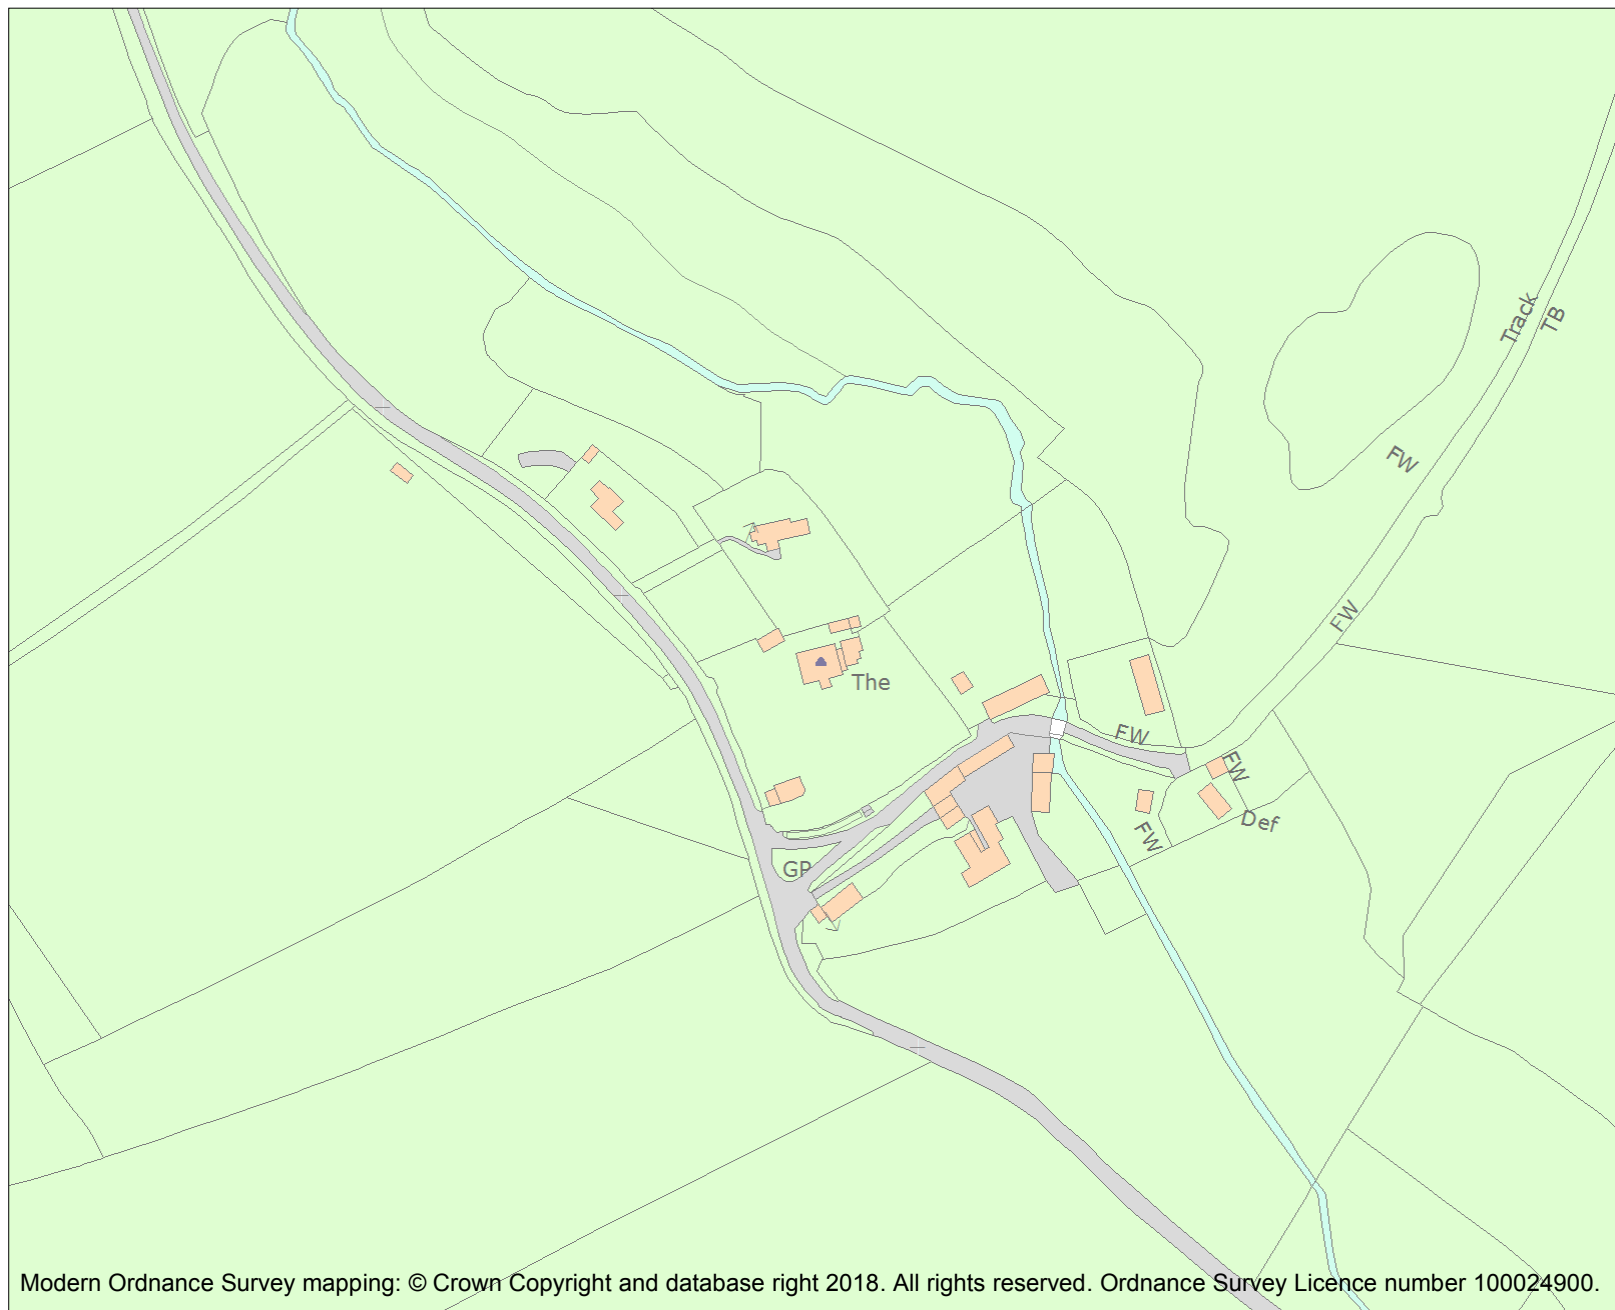 Track
TB
FW
FW
The
FW
FW
Def
FW
GP
Modern Ordnance Survey mapping: © Crown Copyright and database right 2018. All rights reserved. Ordnance Survey Licence number 100024900.